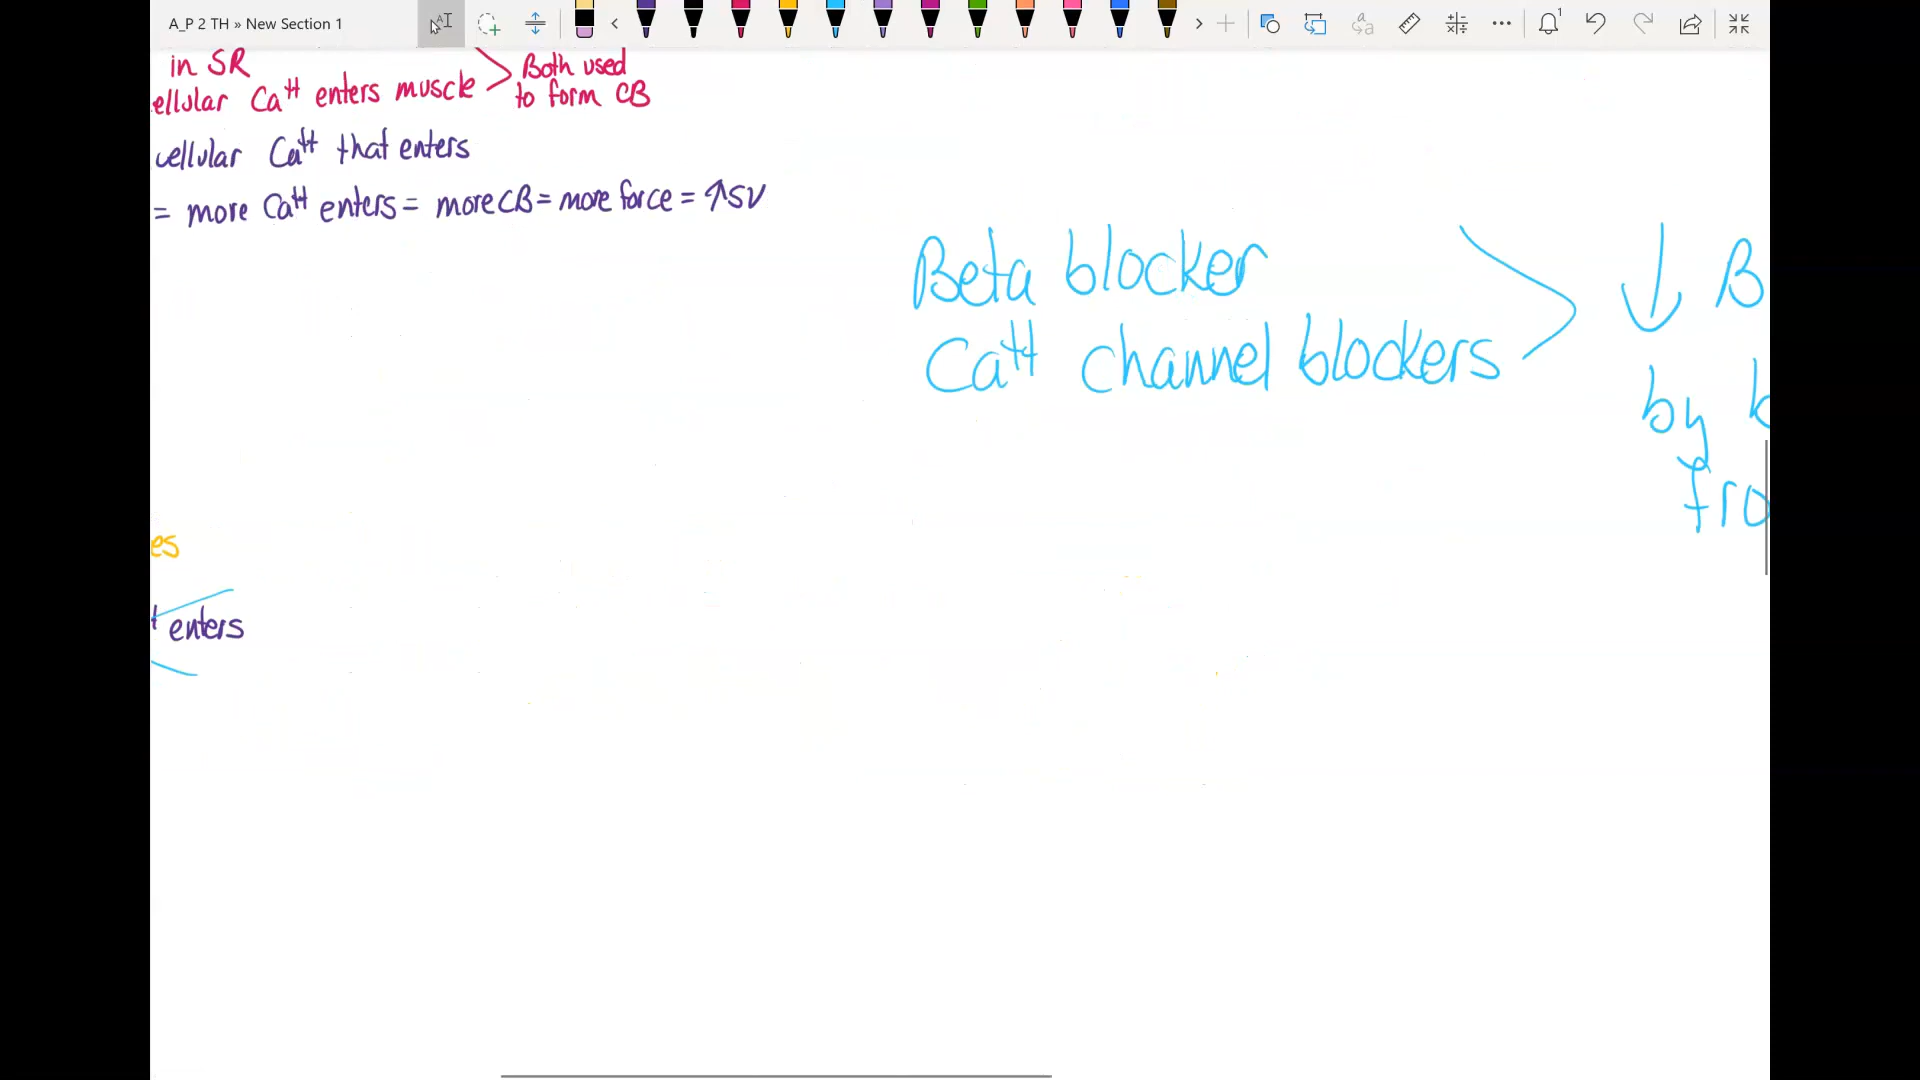 A_P 2 TH » New Section 1
in SR
ellular Ca++ enters muscle
Both used
to form CB
cellular Ca++ that enters
= more Ca++ enters = more CB = more force = ↑SV
Beta blocker
Ca++ channel blockers
↓ B
by
fro
es
enters